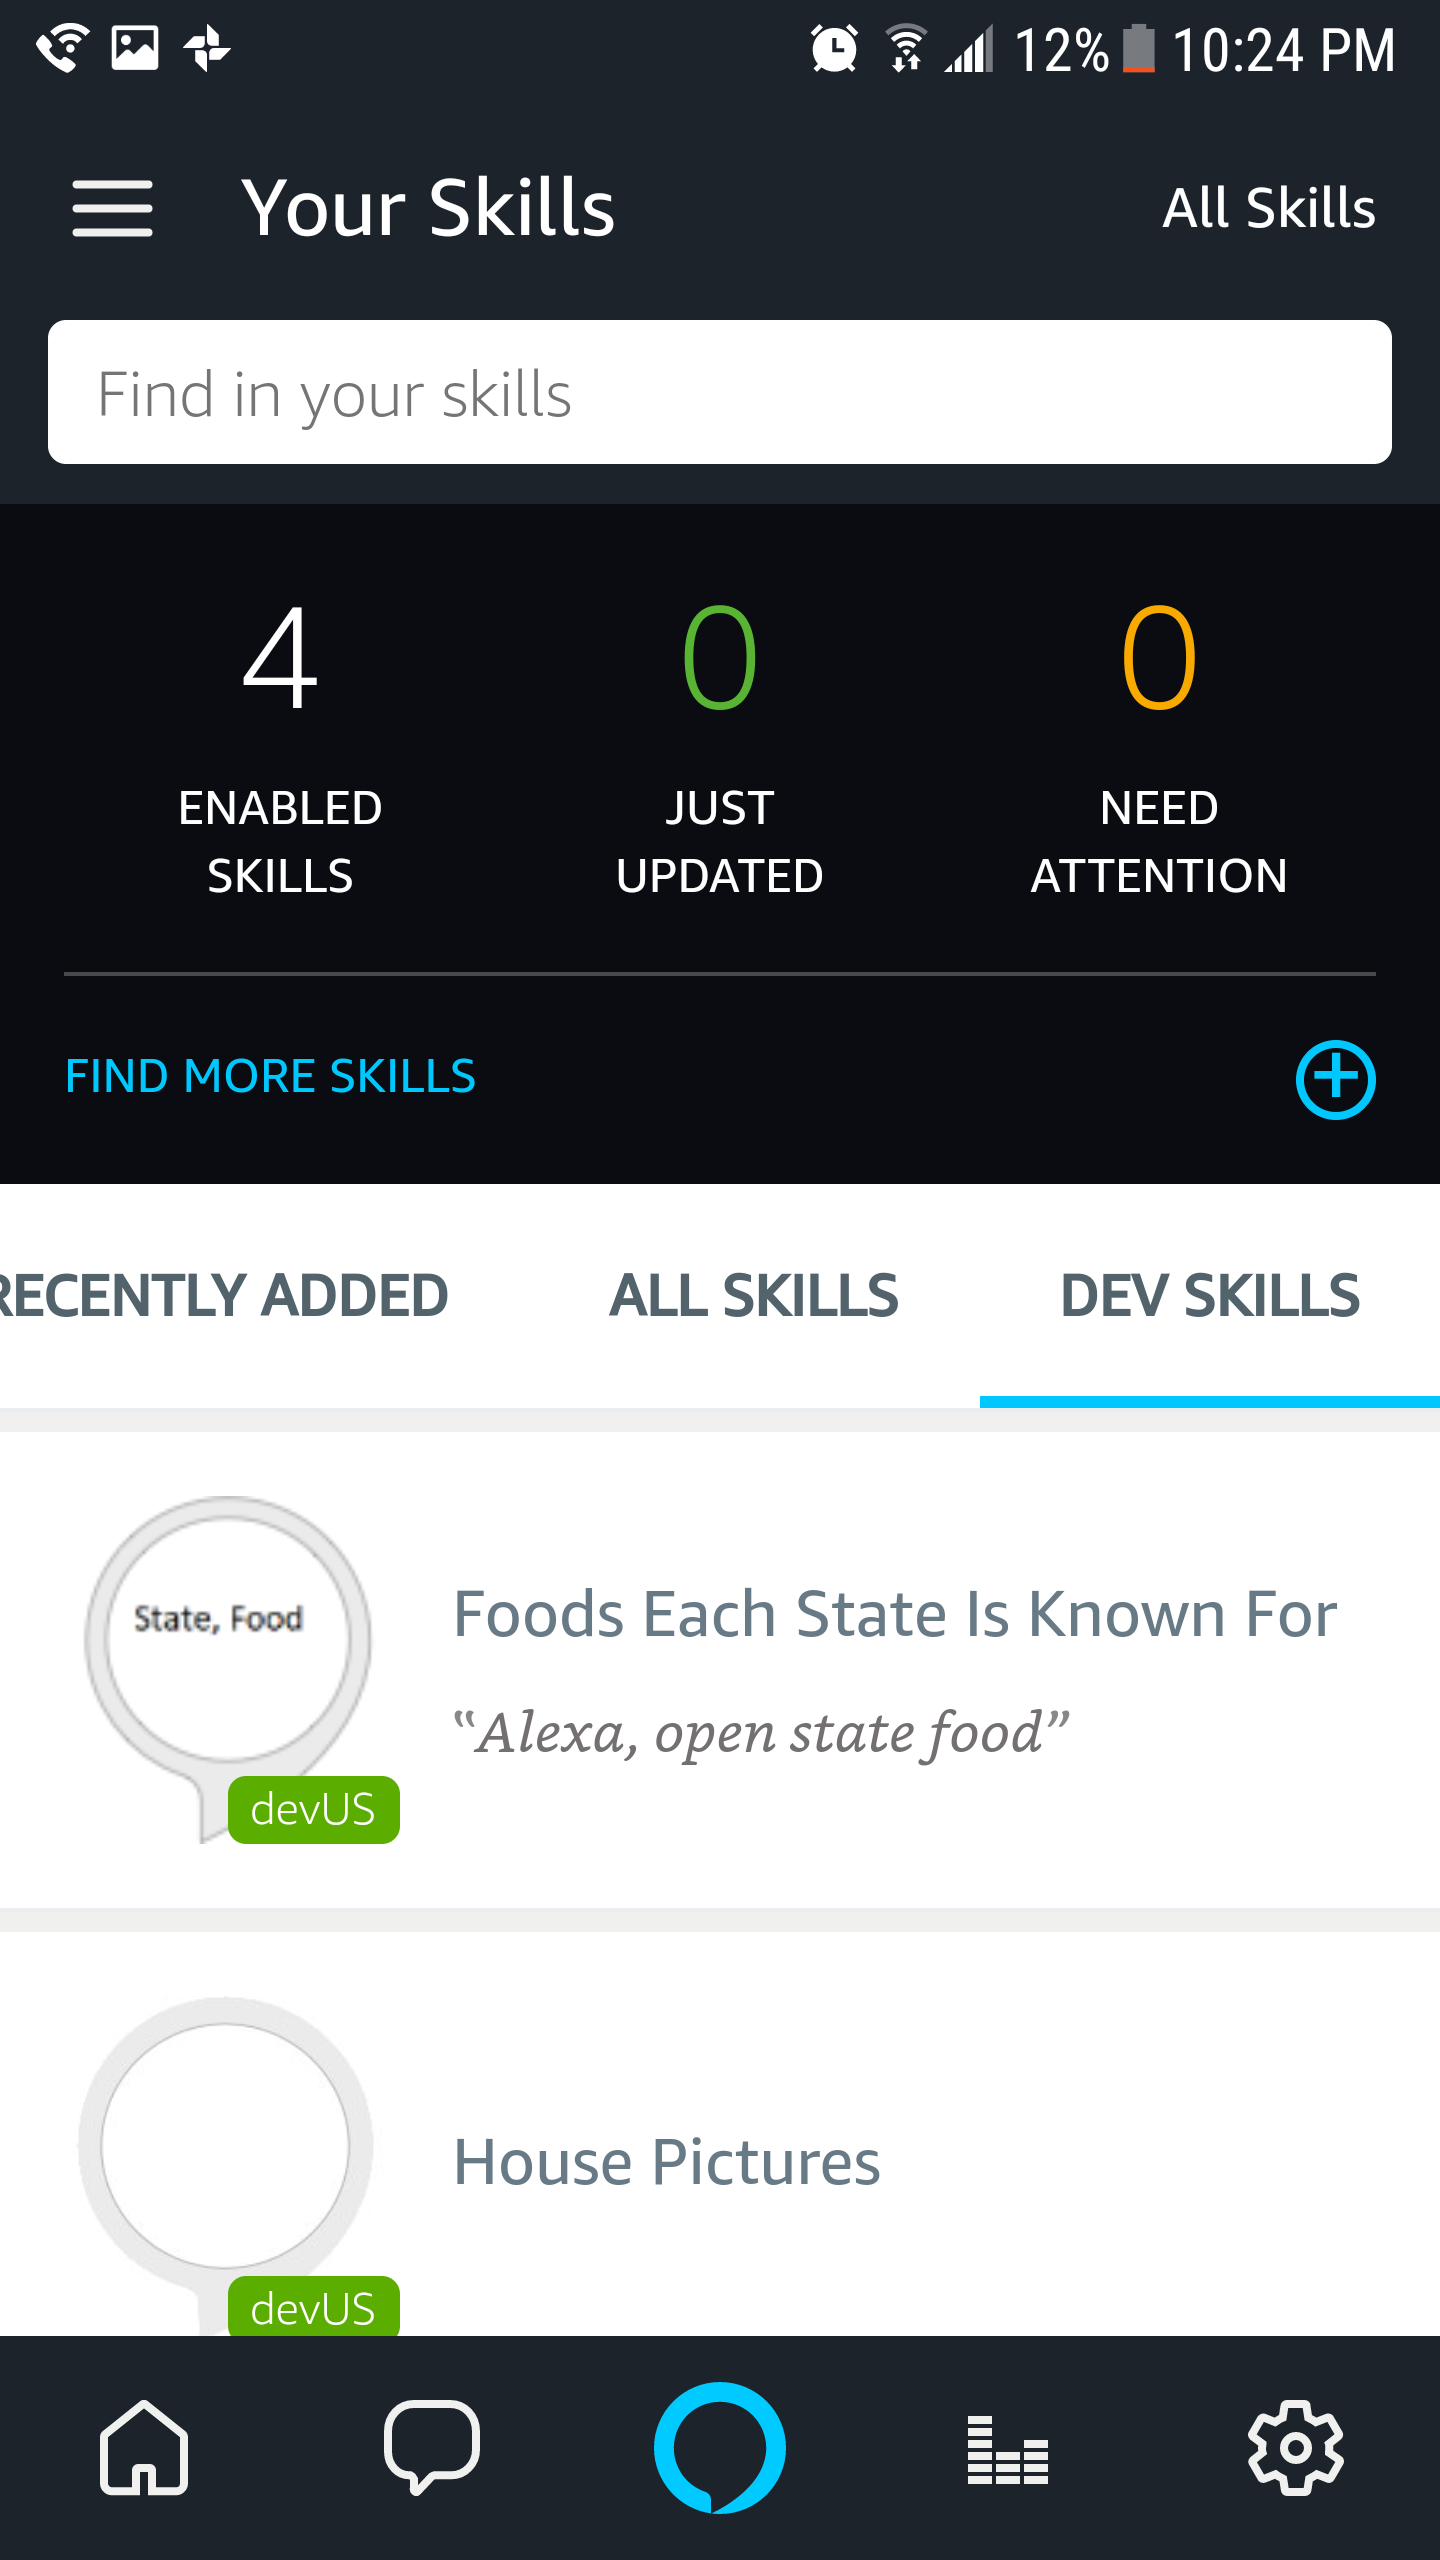 12% 10:24 PM
Your Skills
All Skills
Find in your skills
4 0 0
ENABLED SKILLS
JUST UPDATED
NEED ATTENTION
FIND MORE SKILLS
RECENTLY ADDED ALL SKILLS DEV SKILLS
State, Food
devUS
Foods Each State Is Known For
“Alexa, open state food”
House Pictures
devUS